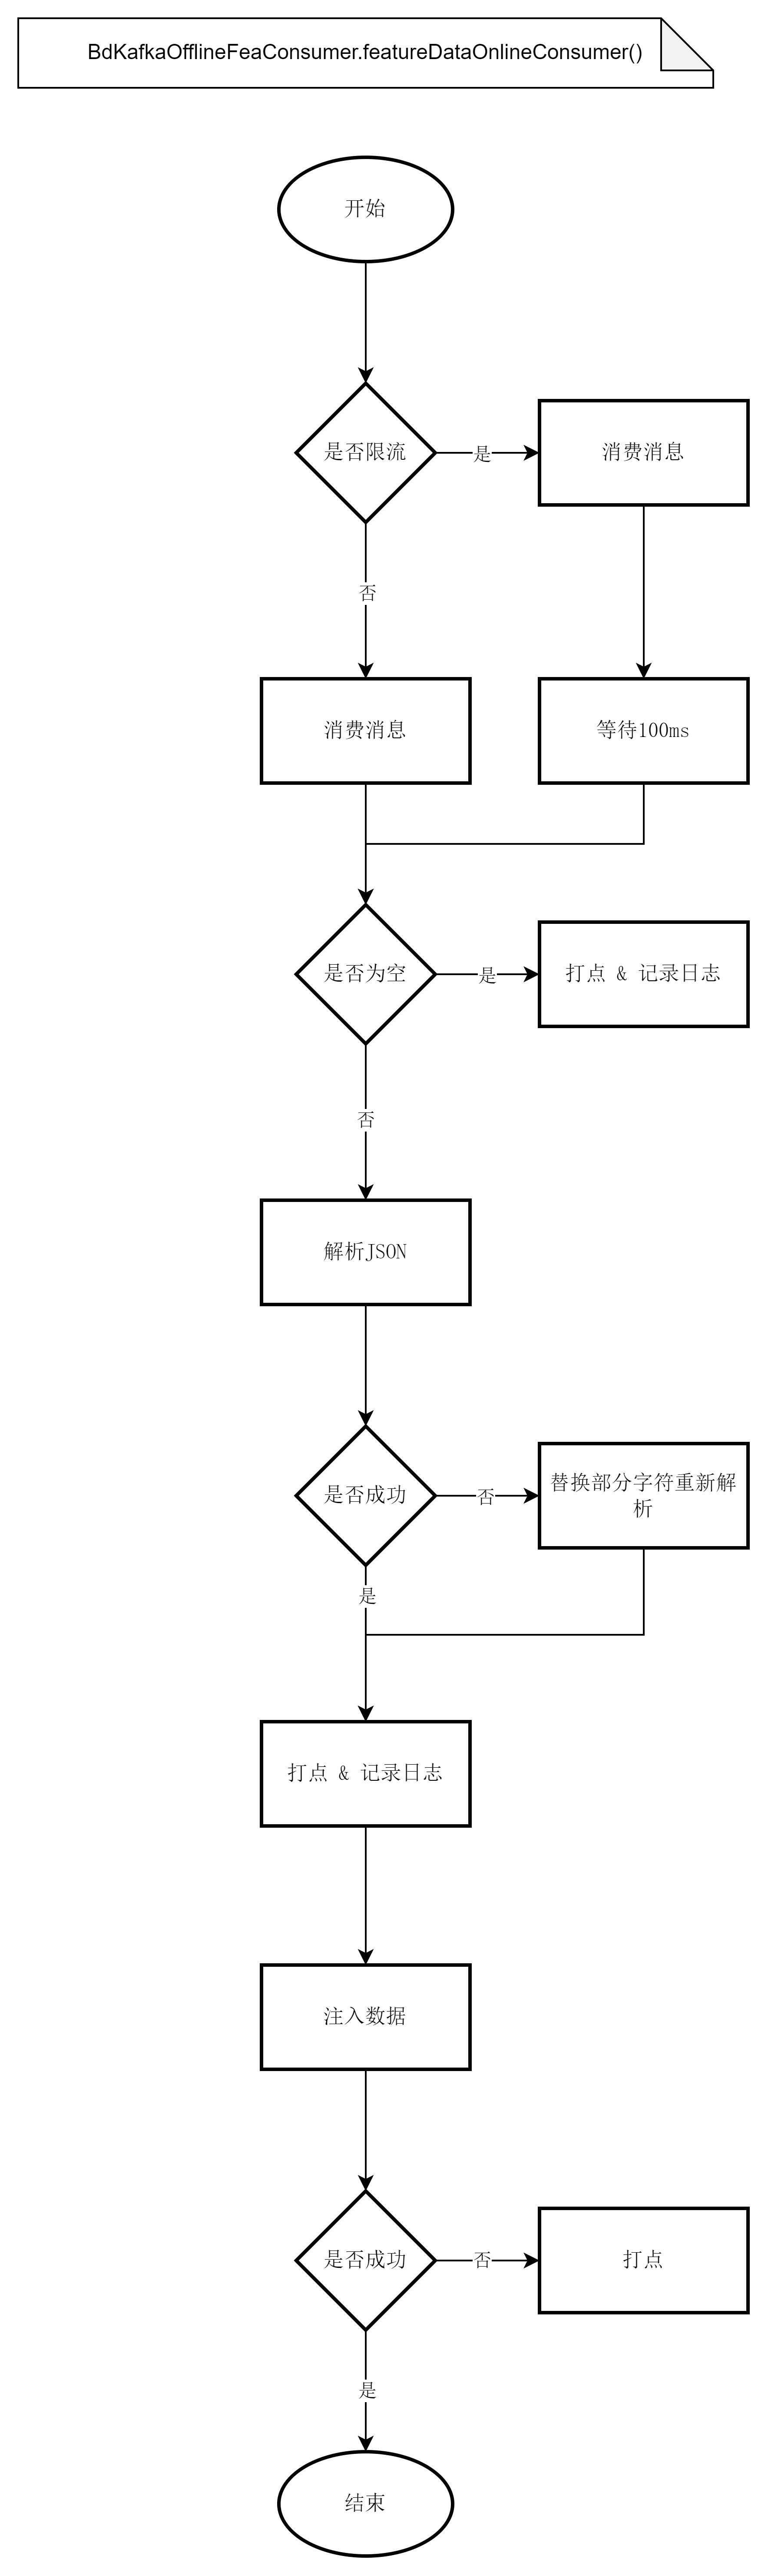 BdKafkaOfflineFeaConsumer.featureDataOnlineConsumer()
开始
是否限流
是
消费消息
否
消费消息
等待100ms
是否为空
是
打点 & 记录日志
否
解析JSON
是否成功
否
替换部分字符重新解
析
是
打点 & 记录日志
注入数据
是否成功
否
打点
是
结束